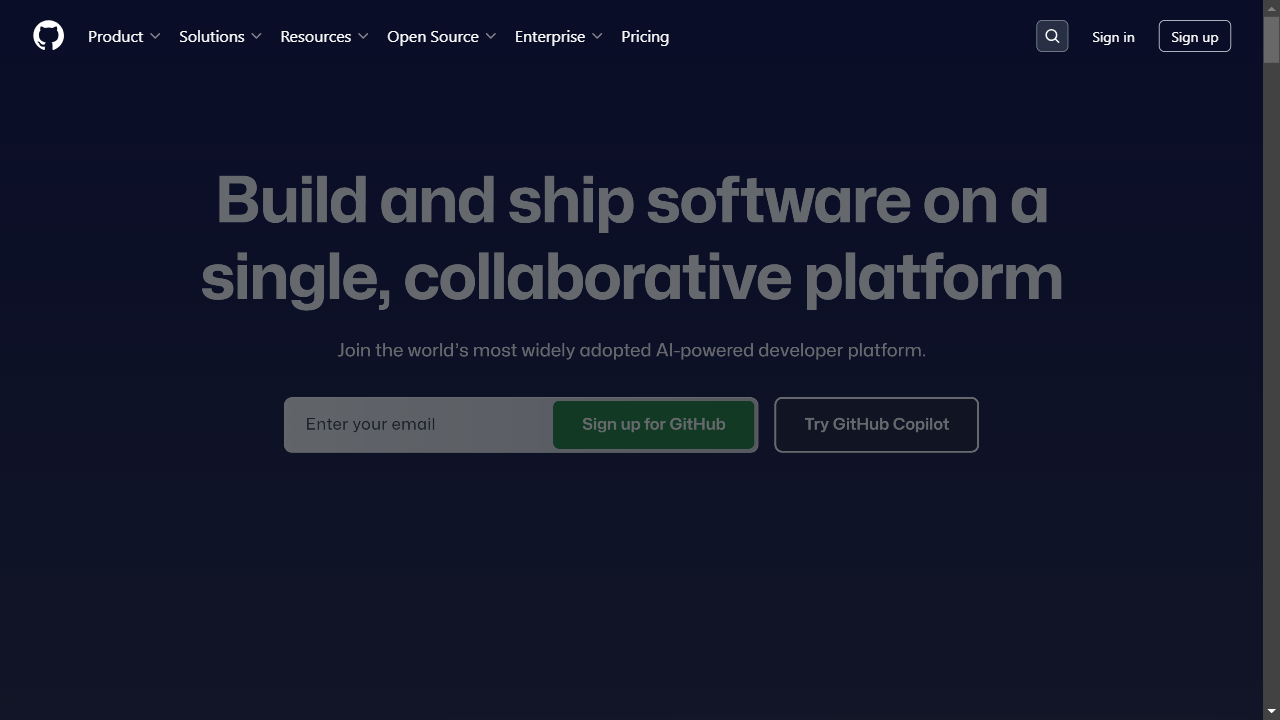 Product Solutions Resources Open Source Enterprise Pricing Sign in Sign up
Build and ship software on a
single, collaborative platform
Join the world's most widely adopted AI-powered developer platform.
Enter your email Sign up for GitHub Try GitHub Copilot